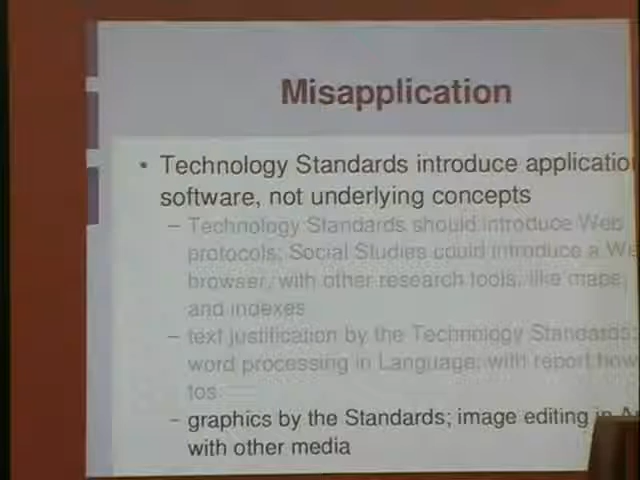 Misapplication
• Technology Standards introduce applicatio
software, not underlying concepts
– Technology Standards should introduce Web
protocols; Social Studies could introduce a We
browser, with other research tools, like maps,
and indexes
– text justification by the Technology Standards;
word processing in Language, with report how
tos
– graphics by the Standards; image editing in A
with other media